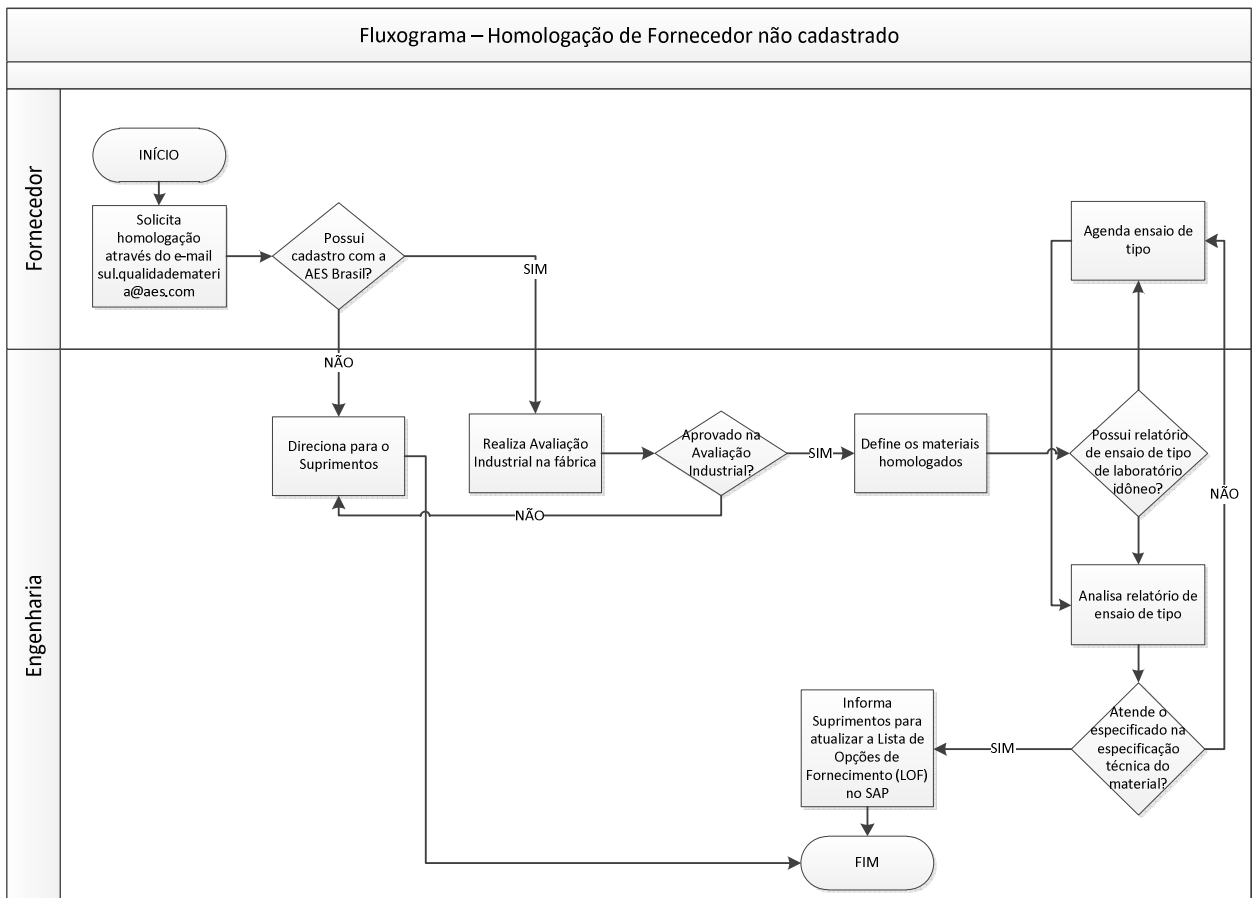 Fluxograma – Homologação de Fornecedor não cadastrado
Fornecedor
INÍCIO
Solicita
homologação
através do e-mail
sul.qualidademateri
a@aes.com
Possui
cadastro com a
AES Brasil?
SIM
NÃO
Agenda ensaio de
tipo
Engenharia
Direciona para o
Suprimentos
Realiza Avaliação
Industrial na fábrica
Aprovado na
Avaliação
Industrial?
SIM
NÃO
Define os materiais
homologados
Possui relatório
de ensaio de tipo
de laboratório
idôneo?
NÃO
Analisa relatório de
ensaio de tipo
Atende o
especificado na
especificação
técnica do
material?
SIM
Informa
Suprimentos para
atualizar a Lista de
Opções de
Fornecimento (LOF)
no SAP
FIM